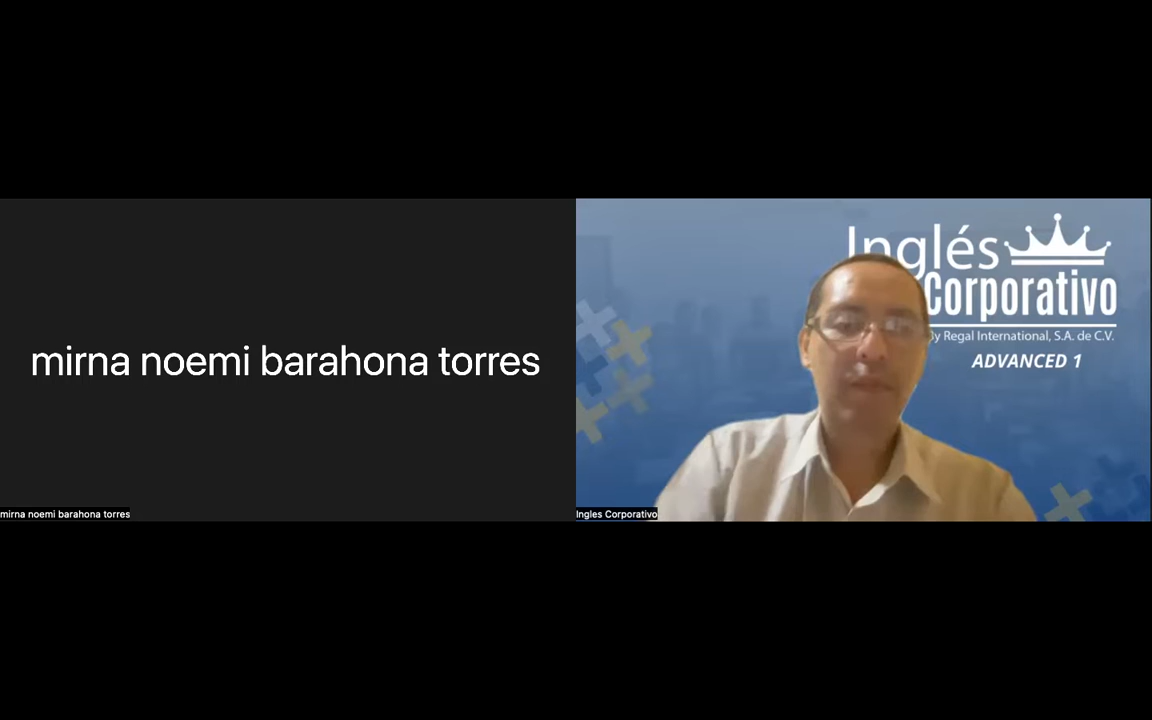 mirna noemi barahona torres
mirna noemi barahona torres
Inglés
Corporativo
By Regal International, S.A. de C.V.
ADVANCED 1
Ingles Corporativo